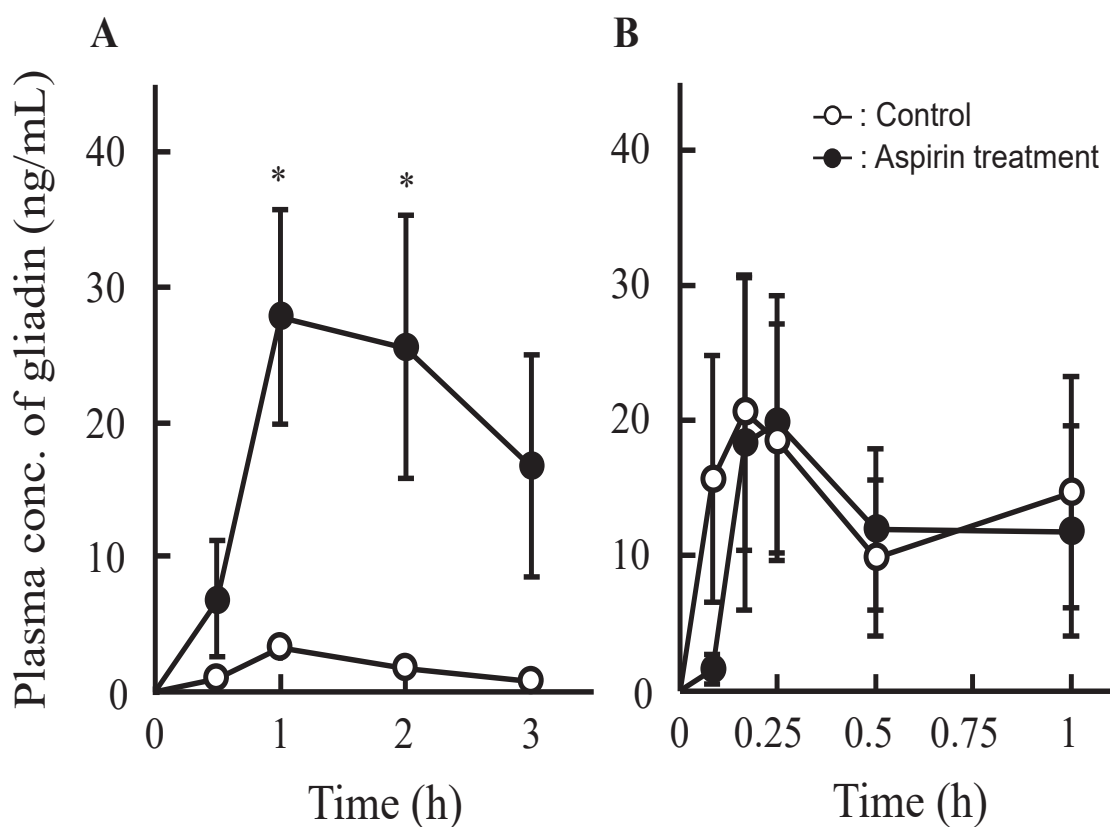 A
B
Plasma conc. of gliadin (ng/mL)
40
30
20
10
0
* *
0 1 2 3
Time (h)
: Control
: Aspirin treatment
40
30
20
10
0
0 0.25 0.5 0.75 1
Time (h)